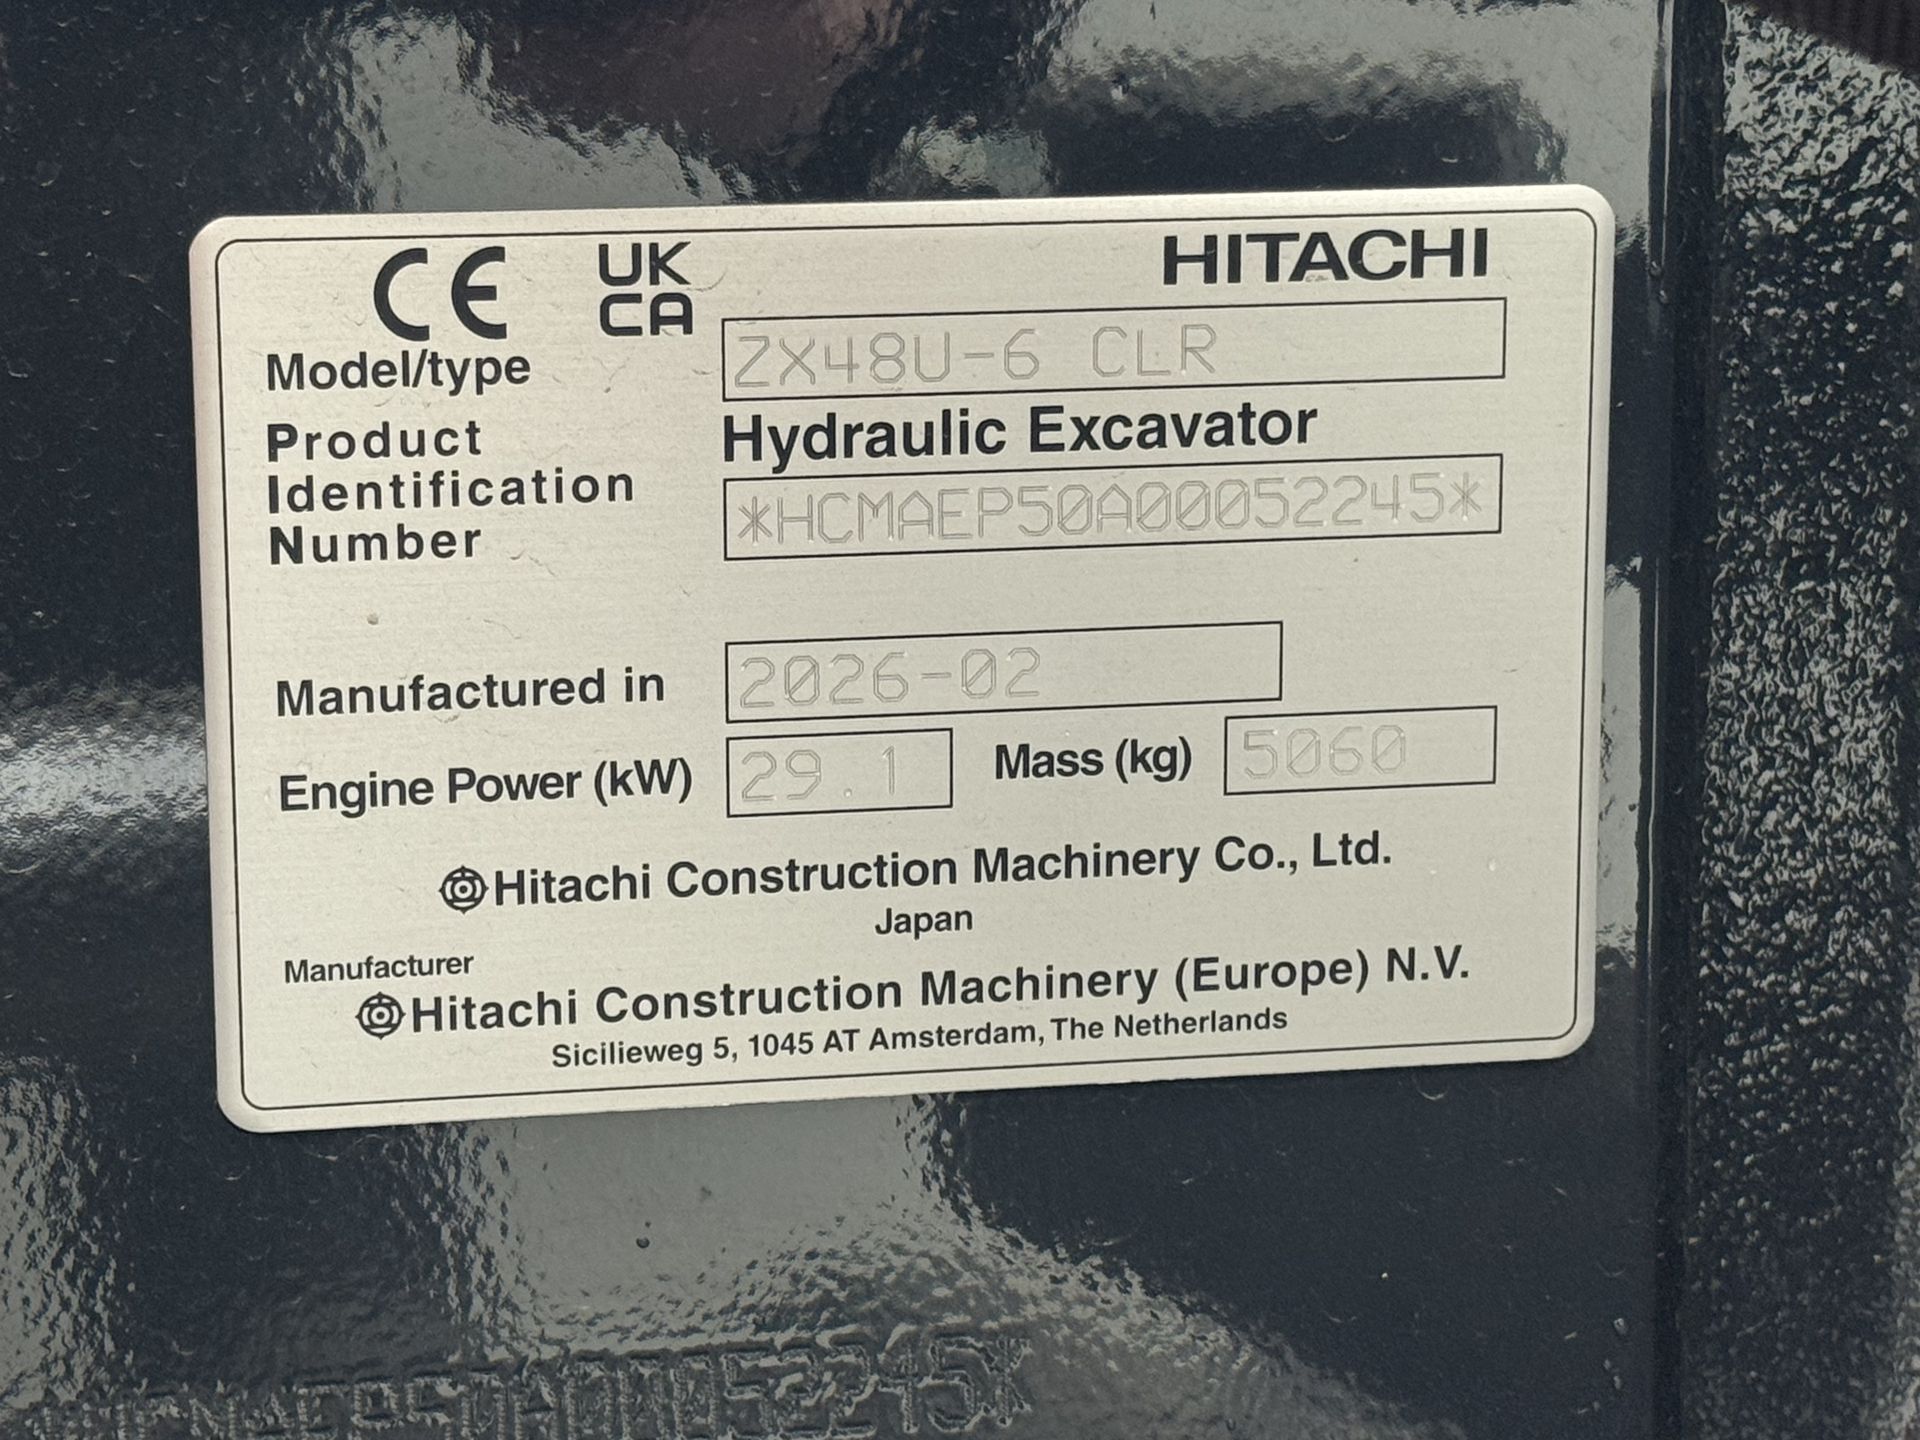 CE UK CA HITACHI
Model/type ZX48U-6 CLR
Hydraulic Excavator
Product Identification Number *HCMAEP50A00052245*
Manufactured in 2026-02
Engine Power (kW) 29.1 Mass (kg) 5060
Hitachi Construction Machinery Co., Ltd.
Japan
Manufacturer
Hitachi Construction Machinery (Europe) N.V.
Sicilieweg 5, 1045 AT Amsterdam, The Netherlands